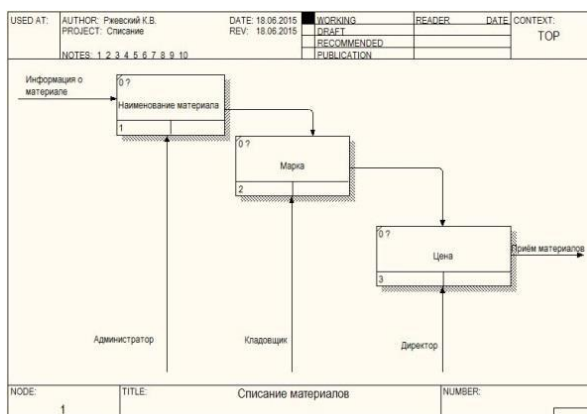 USED AT:
AUTHOR: Ржевский К.В.
DATE: 18.06.2015
WORKING
READER
DATE
CONTEXT:
PROJECT: Списание
REV: 18.06.2015
DRAFT
TOP
RECOMMENDED
NOTES: 1 2 3 4 5 6 7 8 9 10
PUBLICATION
Информация о
материале
0 ?
Наименование материала
1
0 ?
Марка
2
0 ?
Цена
3
Приём материалов
Администратор
Кладовщик
Директор
NODE:
TITLE:
Списание материалов
NUMBER:
1